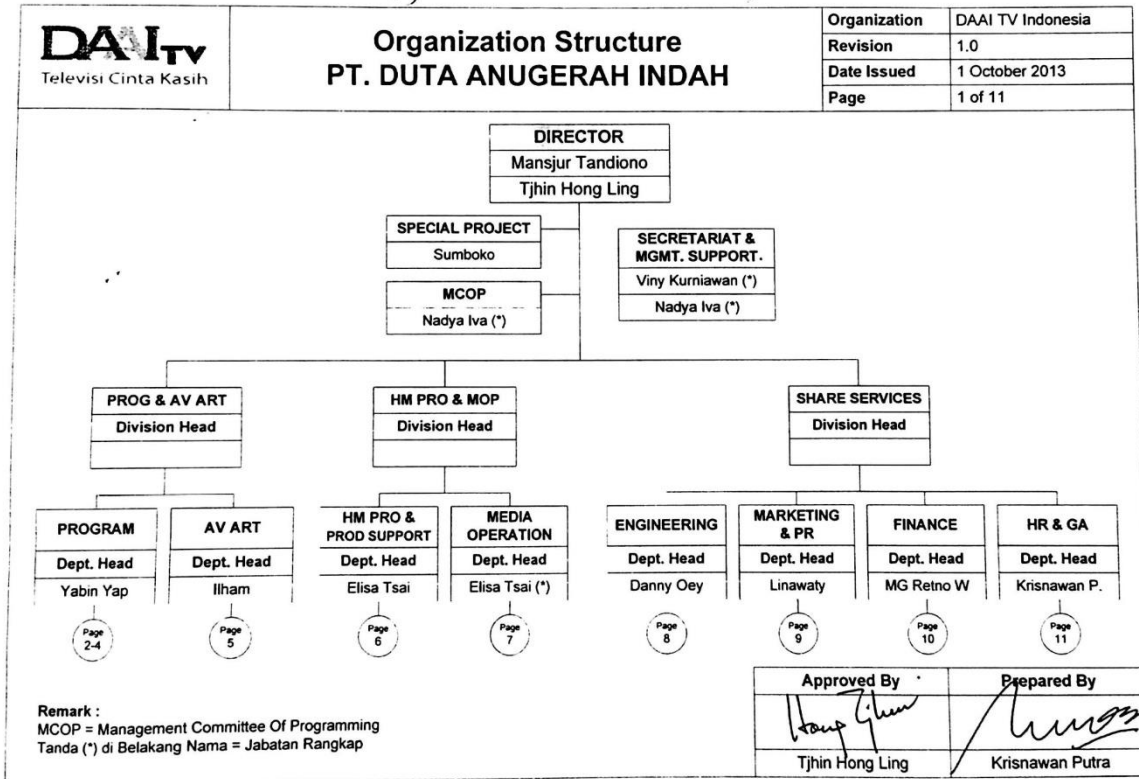 DAAI TV
Televisi Cinta Kasih
Organization Structure
PT. DUTA ANUGERAH INDAH
Organization DAAI TV Indonesia
Revision 1.0
Date Issued 1 October 2013
Page 1 of 11
DIRECTOR
Mansjur Tandiono
Tjhin Hong Ling
SPECIAL PROJECT
Sumboko
SECRETARIAT &
MGMT. SUPPORT.
Viny Kurniawan (*)
Nadya Iva (*)
MCOP
Nadya Iva (*)
PROG & AV ART
Division Head
HM PRO & MOP
Division Head
SHARE SERVICES
Division Head
PROGRAM
Dept. Head
Yabin Yap
Page
2-4
AV ART
Dept. Head
Ilham
Page
5
HM PRO &
PROD SUPPORT
Dept. Head
Elisa Tsai
Page
6
MEDIA
OPERATION
Dept. Head
Elisa Tsai (*)
Page
7
ENGINEERING
Dept. Head
Danny Oey
Page
8
MARKETING
& PR
Dept. Head
Linawaty
Page
9
FINANCE
Dept. Head
MG Retno W
Page
10
HR & GA
Dept. Head
Krisnawan P.
Page
11
Remark :
MCOP = Management Committee Of Programming
Tanda (*) di Belakang Nama = Jabatan Rangkap
Approved By
Tjhin Hong Ling
Prepared By
Krisnawan Putra